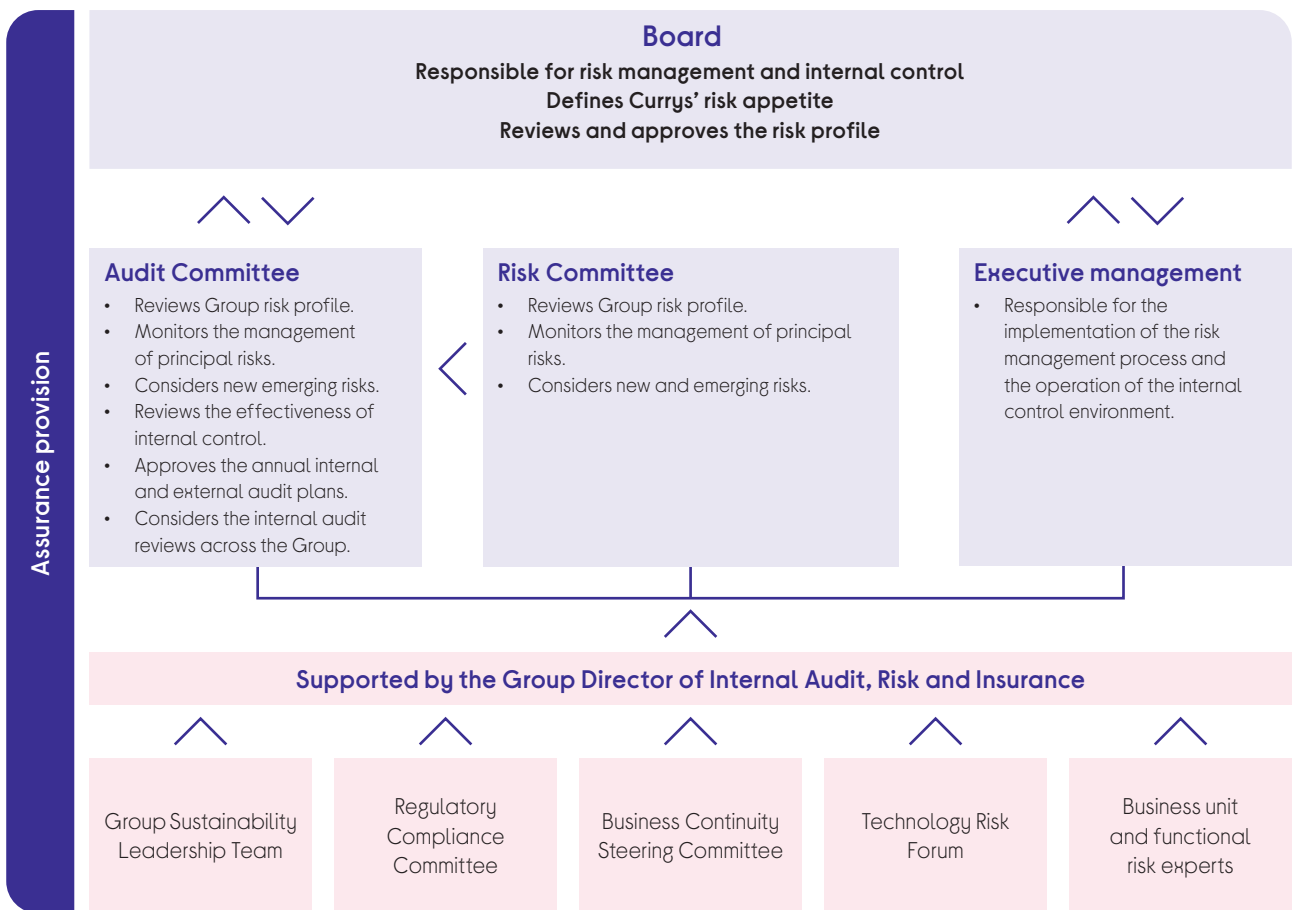 Assurance provision
Board
Responsible for risk management and internal control
Defines Currys’ risk appetite
Reviews and approves the risk profile
Audit Committee
• Reviews Group risk profile.
• Monitors the management
of principal risks.
• Considers new emerging risks.
• Reviews the effectiveness of
internal control.
• Approves the annual internal
and external audit plans.
• Considers the internal audit
reviews across the Group.
Risk Committee
• Reviews Group risk profile.
• Monitors the management of principal
risks.
• Considers new and emerging risks.
Executive management
• Responsible for the
implementation of the risk
management process and
the operation of the internal
control environment.
Supported by the Group Director of Internal Audit, Risk and Insurance
Group Sustainability
Leadership Team
Regulatory
Compliance
Committee
Business Continuity
Steering Committee
Technology Risk
Forum
Business unit
and functional
risk experts